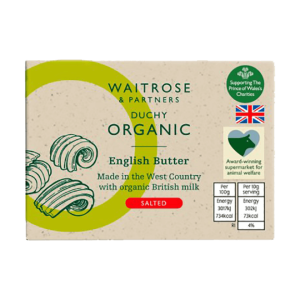 WAITROSE
& PARTNERS
DUCHY
ORGANIC
English Butter
Made in the West Country
with organic British milk
SALTED
Supporting The
Prince of Wales's
Charities
Award-winning
supermarket for
animal welfare
Per
100g
Per 10g
serving
Energy
3017kJ
734kcal
Energy
302kJ
73kcal
RI
4%